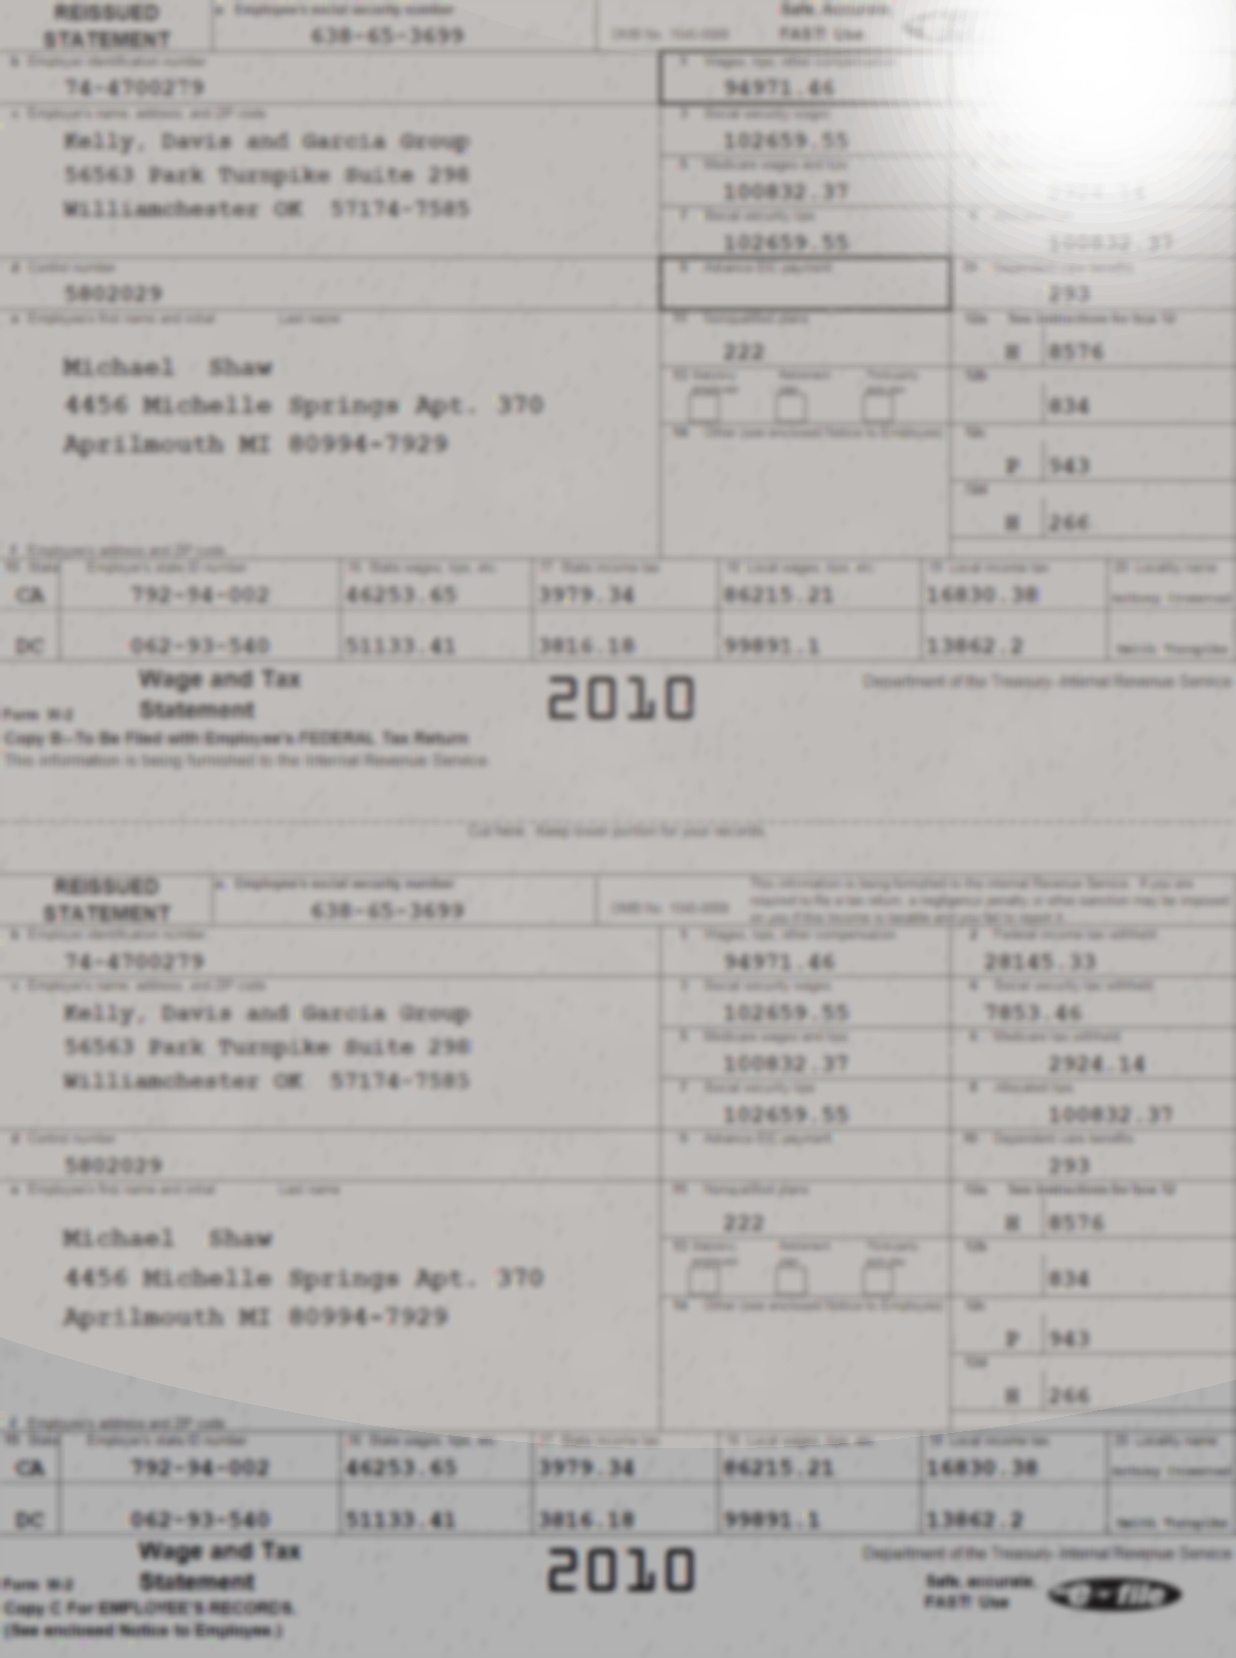 REISSUED
STATEMENT
a Employee's social security number
638-65-3699
OMB No. 1545-0008
Safe, Accurate,
FAST! Use
b Employer identification number
74-4700279
1 Wages, tips, other compensation
94971.46
c Employer's name, address, and ZIP code
Kelly, Davis and Garcia Group
56563 Park Turnpike Suite 298
Williamchester OK 57174-7585
3 Social security wages
102659.55
5 Medicare wages and tips
100832.37
2924.14
7 Social security tips
102659.55
100832.37
d Control number
5802029
9 Advance EIC payment
10 Dependent care benefits
293
e Employee's first name and initial Last name
Michael Shaw
4456 Michelle Springs Apt. 370
Aprilmouth MI 80994-7929
11 Nonqualified plans
222
12a See instructions for box 12
H 8576
13 Statutory employee Retirement plan Third-party sick pay
12b
834
14 Other (see enclosed Notice to Employee)
12c
P 943
12d
H 266
f Employee's address and ZIP code
15 State Employer's state ID number 16 State wages, tips, etc. 17 State income tax 18 Local wages, tips, etc. 19 Local income tax 20 Locality name
CA 792-94-002 46253.65 3979.34 86215.21 16830.38
DC 062-93-540 51133.41 3816.18 99891.1 13862.2
Form W-2
Wage and Tax
Statement
2010
Department of the Treasury-Internal Revenue Service
Copy B-To Be Filed with Employee's FEDERAL Tax Return
This information is being furnished to the Internal Revenue Service
Cut here. Keep lower portion for your records.
REISSUED
STATEMENT
a Employee's social security number
638-65-3699
OMB No. 1545-0008
This information is being furnished to the Internal Revenue Service. If you are
required to file a tax return, a negligence penalty or other sanction may be imposed
on you if this income is taxable and you fail to report it.
b Employer identification number
74-4700279
1 Wages, tips, other compensation
94971.46
2 Federal income tax withheld
28145.33
c Employer's name, address, and ZIP code
Kelly, Davis and Garcia Group
56563 Park Turnpike Suite 298
Williamchester OK 57174-7585
3 Social security wages
102659.55
4 Social security tax withheld
7853.46
5 Medicare wages and tips
100832.37
6 Medicare tax withheld
2924.14
7 Social security tips
102659.55
8 Allocated tips
100832.37
d Control number
5802029
9 Advance EIC payment
10 Dependent care benefits
293
e Employee's first name and initial Last name
Michael Shaw
4456 Michelle Springs Apt. 370
Aprilmouth MI 80994-7929
11 Nonqualified plans
222
12a See instructions for box 12
H 8576
13 Statutory employee Retirement plan Third-party sick pay
12b
834
14 Other (see enclosed Notice to Employee)
12c
P 943
12d
H 266
f Employee's address and ZIP code
15 State Employer's state ID number 16 State wages, tips, etc. 17 State income tax 18 Local wages, tips, etc. 19 Local income tax 20 Locality name
CA 792-94-002 46253.65 3979.34 86215.21 16830.38
DC 062-93-540 51133.41 3816.18 99891.1 13862.2
Form W-2
Wage and Tax
Statement
2010
Department of the Treasury-Internal Revenue Service
Copy C For EMPLOYEE'S RECORDS.
(See enclosed Notice to Employee.)
Safe, accurate,
FAST! Use
e-file